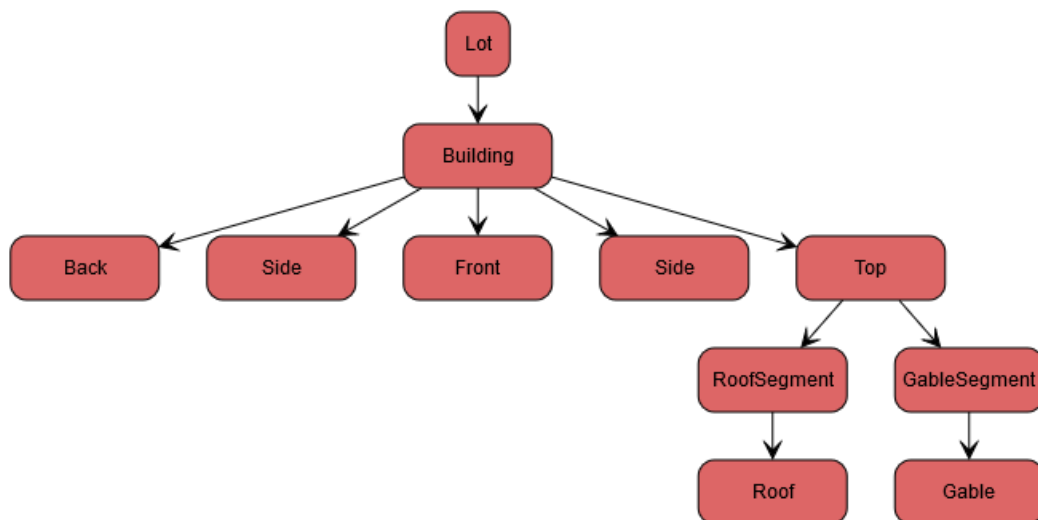 Lot
Building
Back
Side
Front
Side
Top
RoofSegment
GableSegment
Roof
Gable